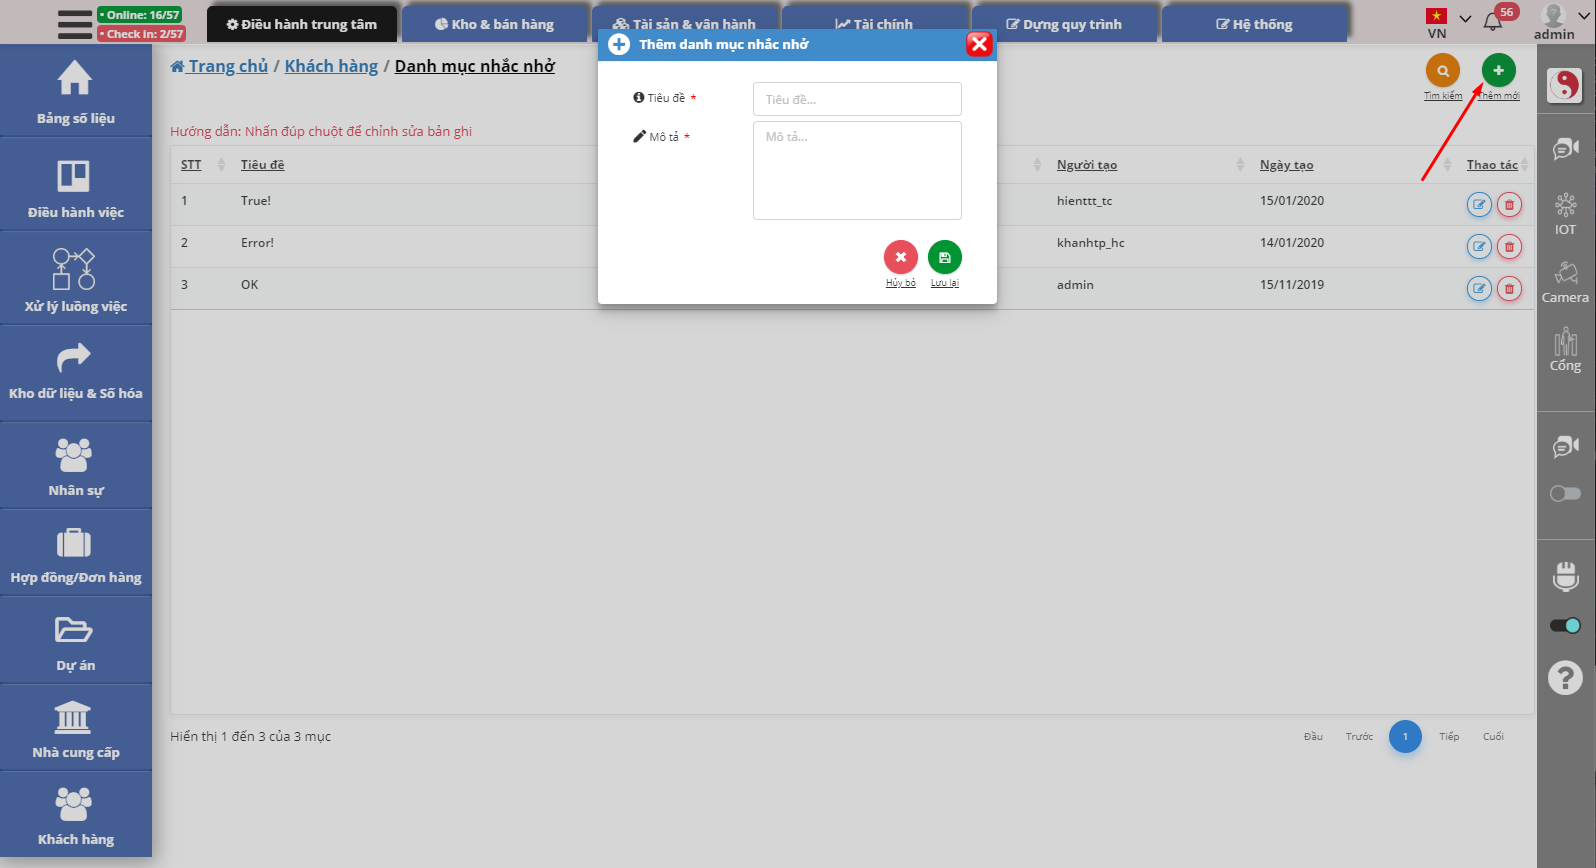 • Online: 16/57
• Check in: 2/57
Điều hành trung tâm
Kho & bán hàng
Tài sản & vân hành
Tài chính
Dựng quy trình
Hệ thống
VN
56
admin
Bảng số liệu
Điều hành việc
Xử lý luồng việc
Kho dữ liệu & Số hóa
Nhân sự
Hợp đồng/Đơn hàng
Dự án
Nhà cung cấp
Khách hàng
Trang chủ / Khách hàng / Danh mục nhắc nhở
Tìm kiếm
Thêm mới
Hướng dẫn: Nhấn đúp chuột để chỉnh sửa bản ghi
STT Tiêu đề Người tạo Ngày tạo Thao tác
1 True! hienttt_tc 15/01/2020
2 Error! khanhtp_hc 14/01/2020
3 OK admin 15/11/2019
Thêm danh mục nhắc nhở
Tiêu đề *
Tiêu đề...
Mô tả *
Mô tả...
Hủy bỏ
Lưu lại
Hiển thị 1 đến 3 của 3 mục
Đầu Trước 1 Tiếp Cuối
IOT
Camera
Cổng